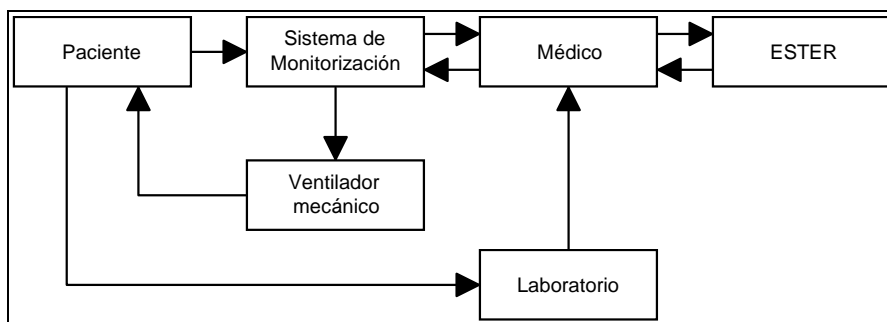 Paciente
Sistema de
Monitorización
Médico
ESTER
Ventilador
mecánico
Laboratorio